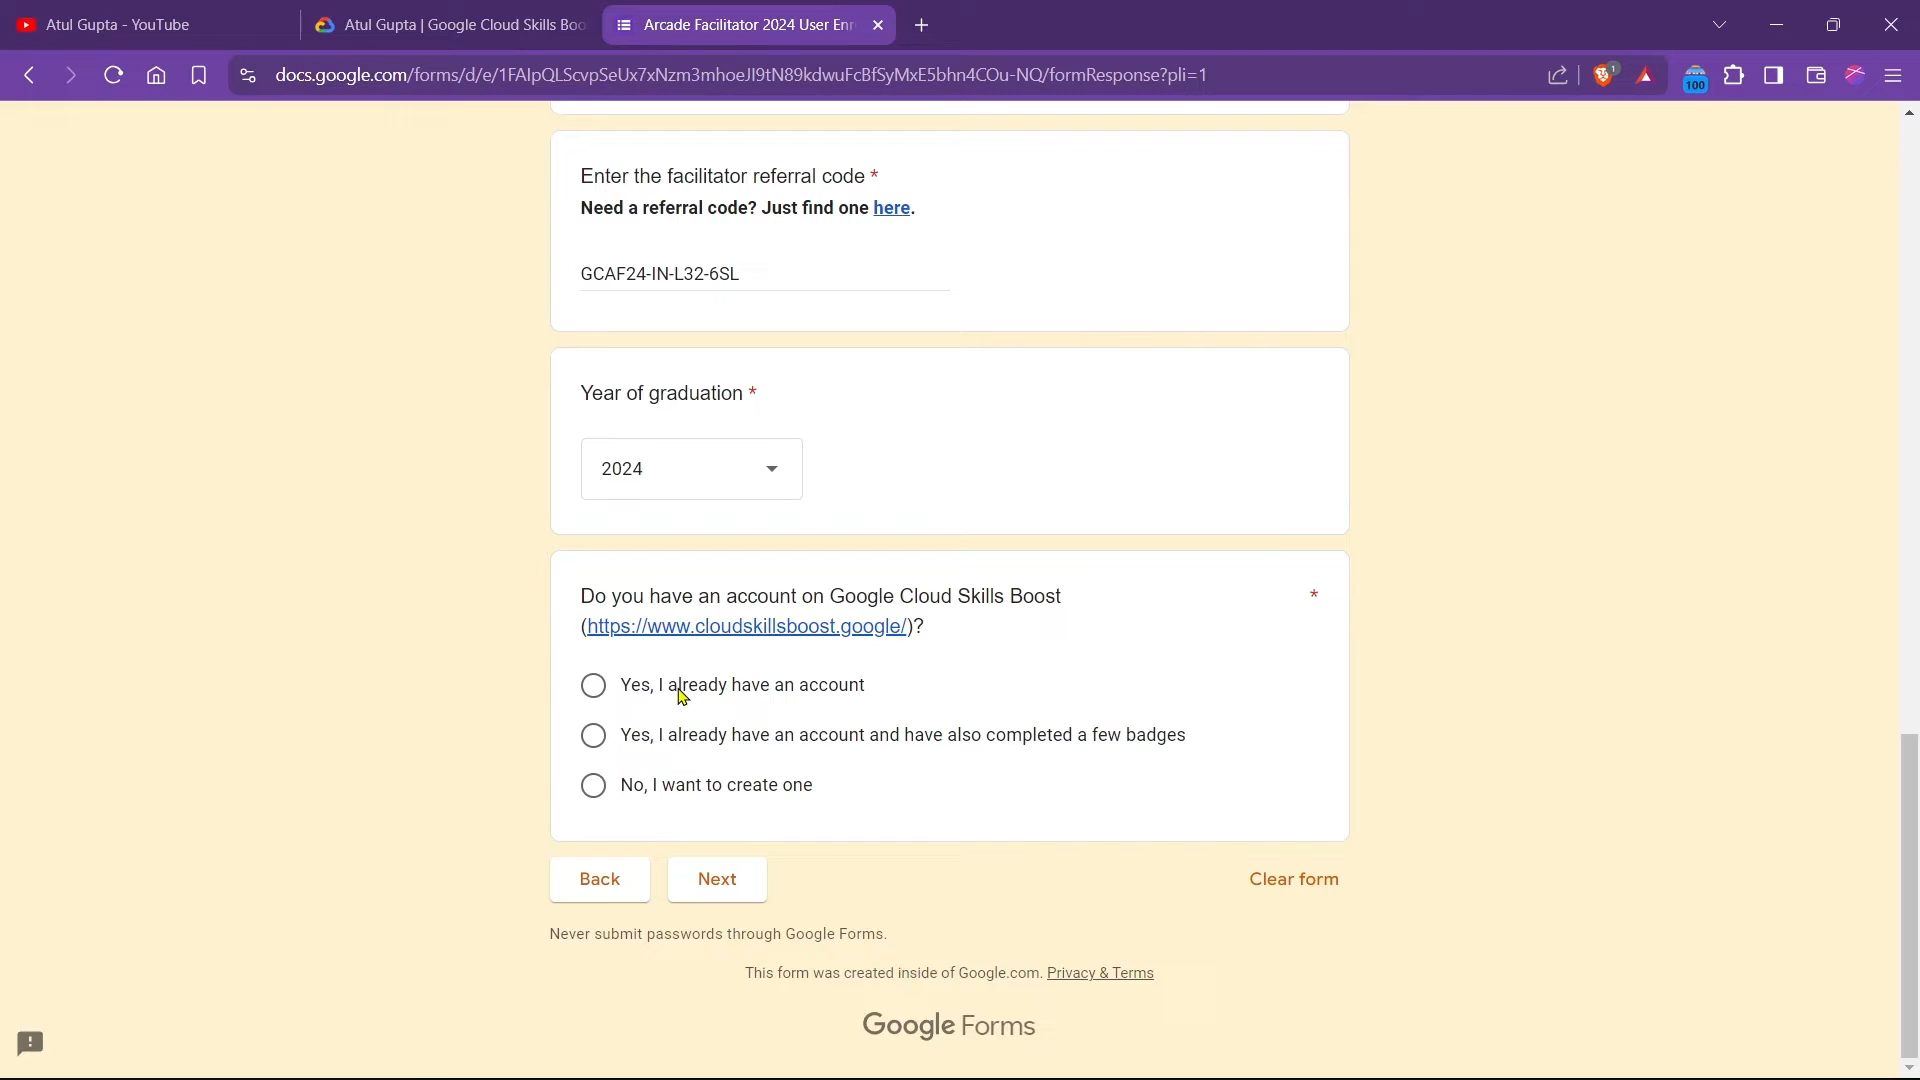 Atul Gupta - YouTube
Atul Gupta | Google Cloud Skills Boo
Arcade Facilitator 2024 User Enr
docs.google.com/forms/d/e/1FAIpQLScvpSeUx7xNzm3mhoeJI9tN89kdwuFcBfSyMxE5bhn4COu-NQ/formResponse?pli=1
1
100
Enter the facilitator referral code *
Need a referral code? Just find one here.
GCAF24-IN-L32-6SL
Year of graduation *
2024
Do you have an account on Google Cloud Skills Boost *
(https://www.cloudskillsboost.google/)?
Yes, I already have an account
Yes, I already have an account and have also completed a few badges
No, I want to create one
Back
Next
Clear form
Never submit passwords through Google Forms.
This form was created inside of Google.com. Privacy & Terms
Google Forms